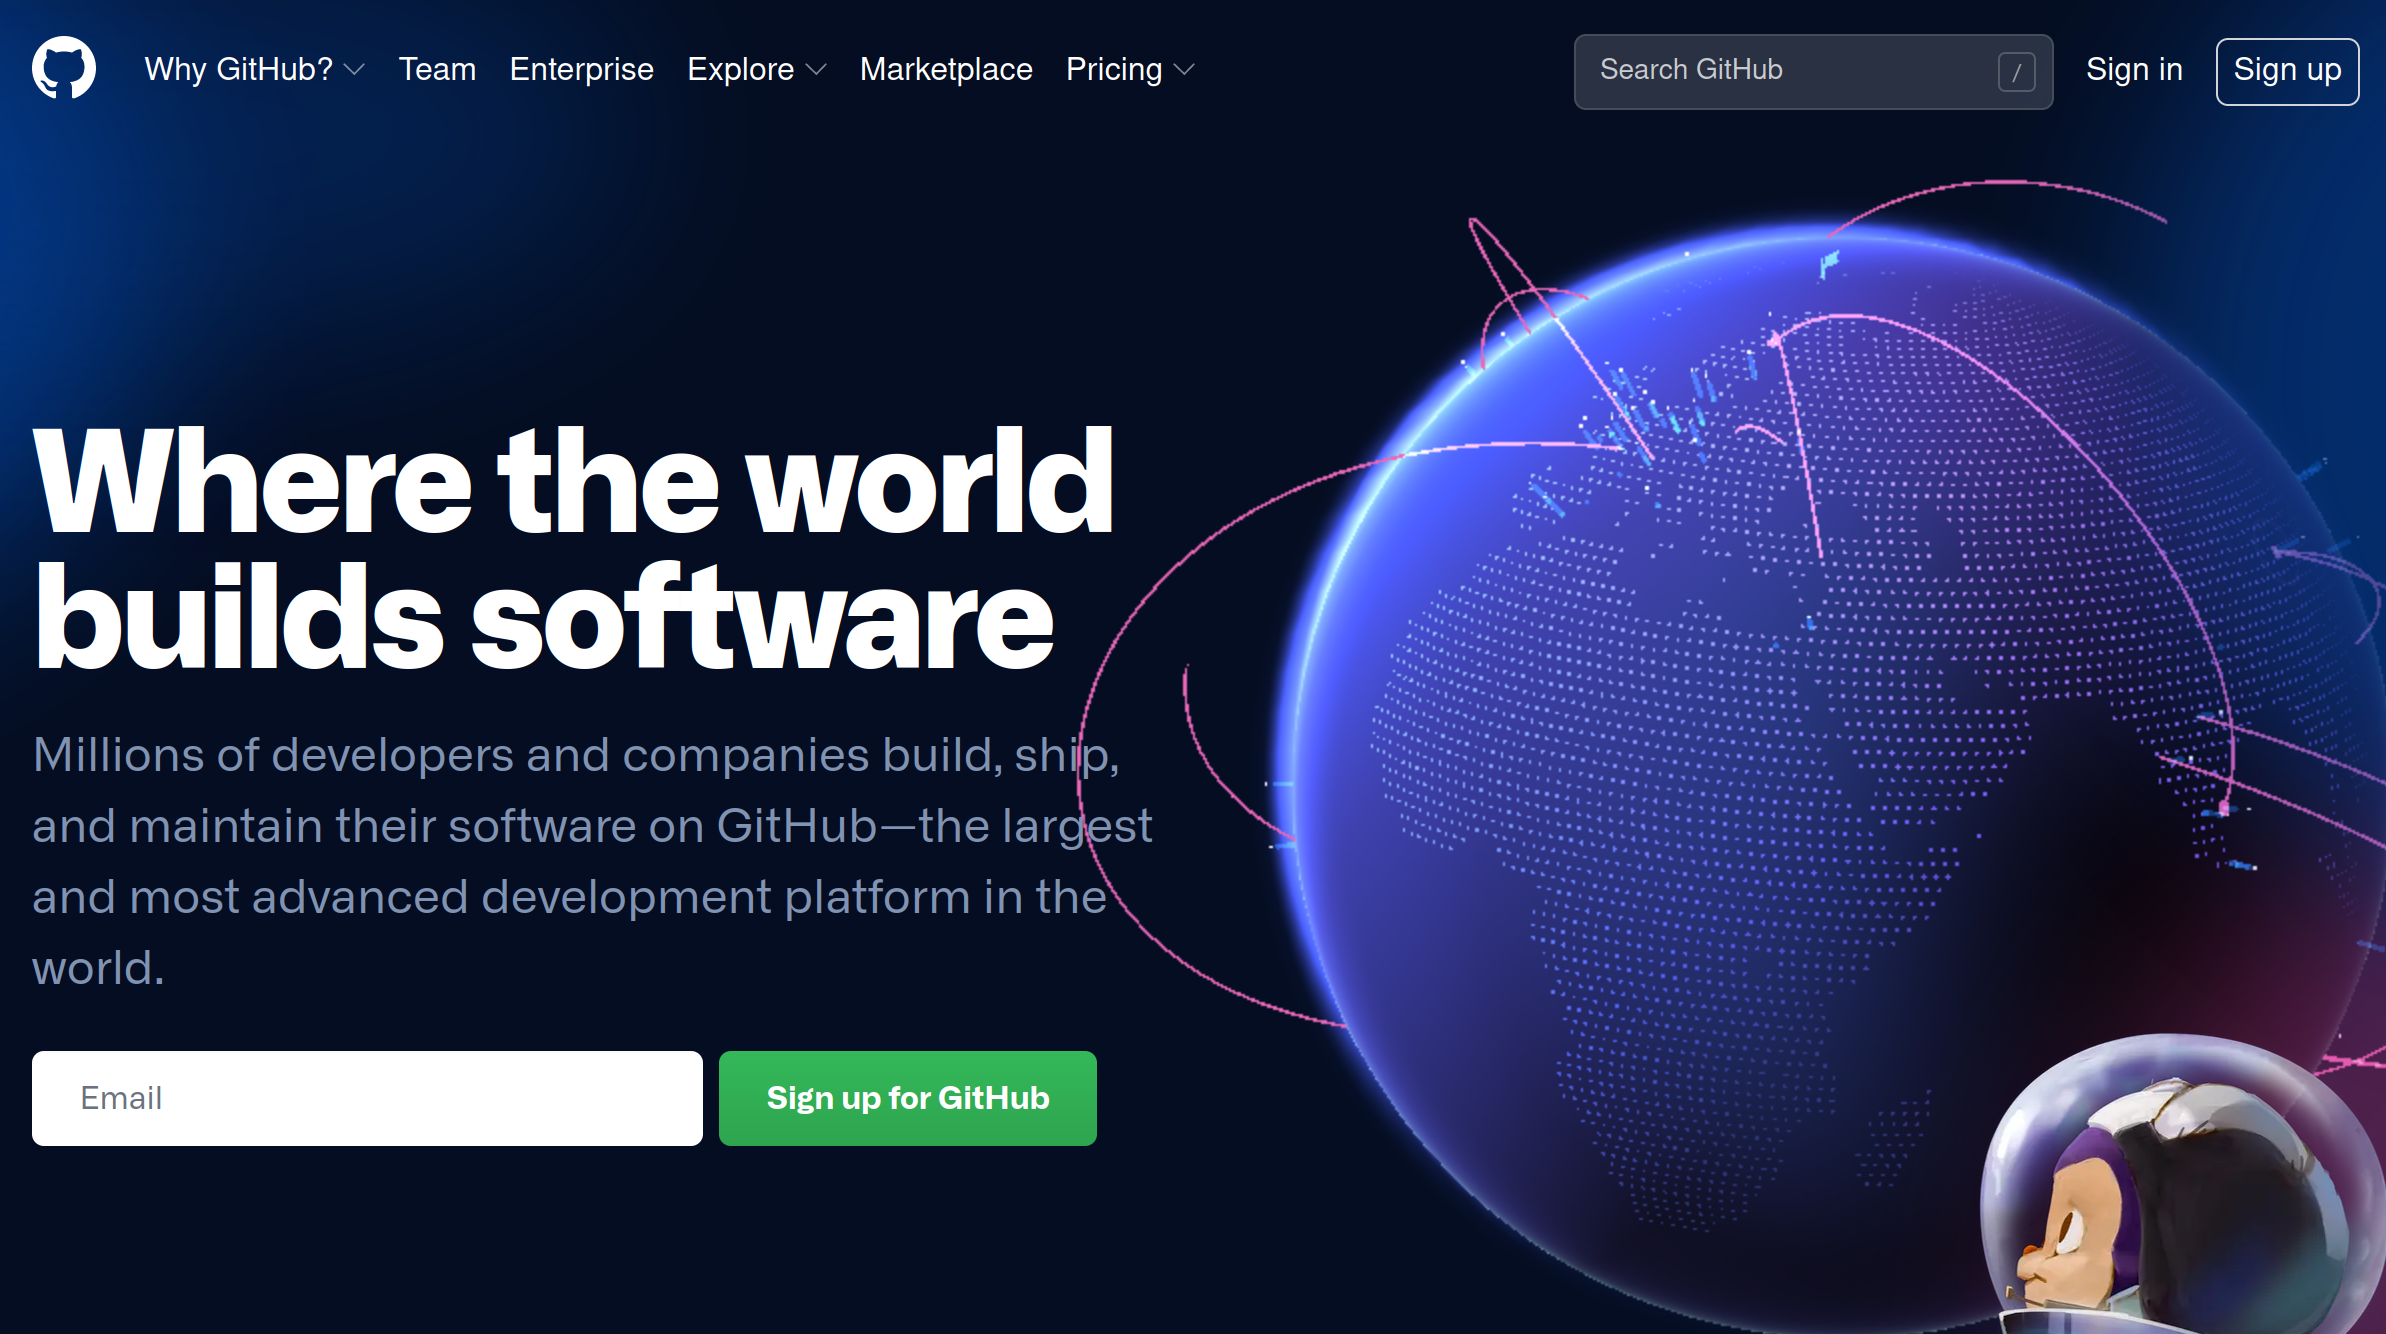 Why GitHub? Team Enterprise Explore Marketplace Pricing Search GitHub / Sign in Sign up
Where the world
builds software
Millions of developers and companies build, ship,
and maintain their software on GitHub—the largest
and most advanced development platform in the
world.
Email Sign up for GitHub